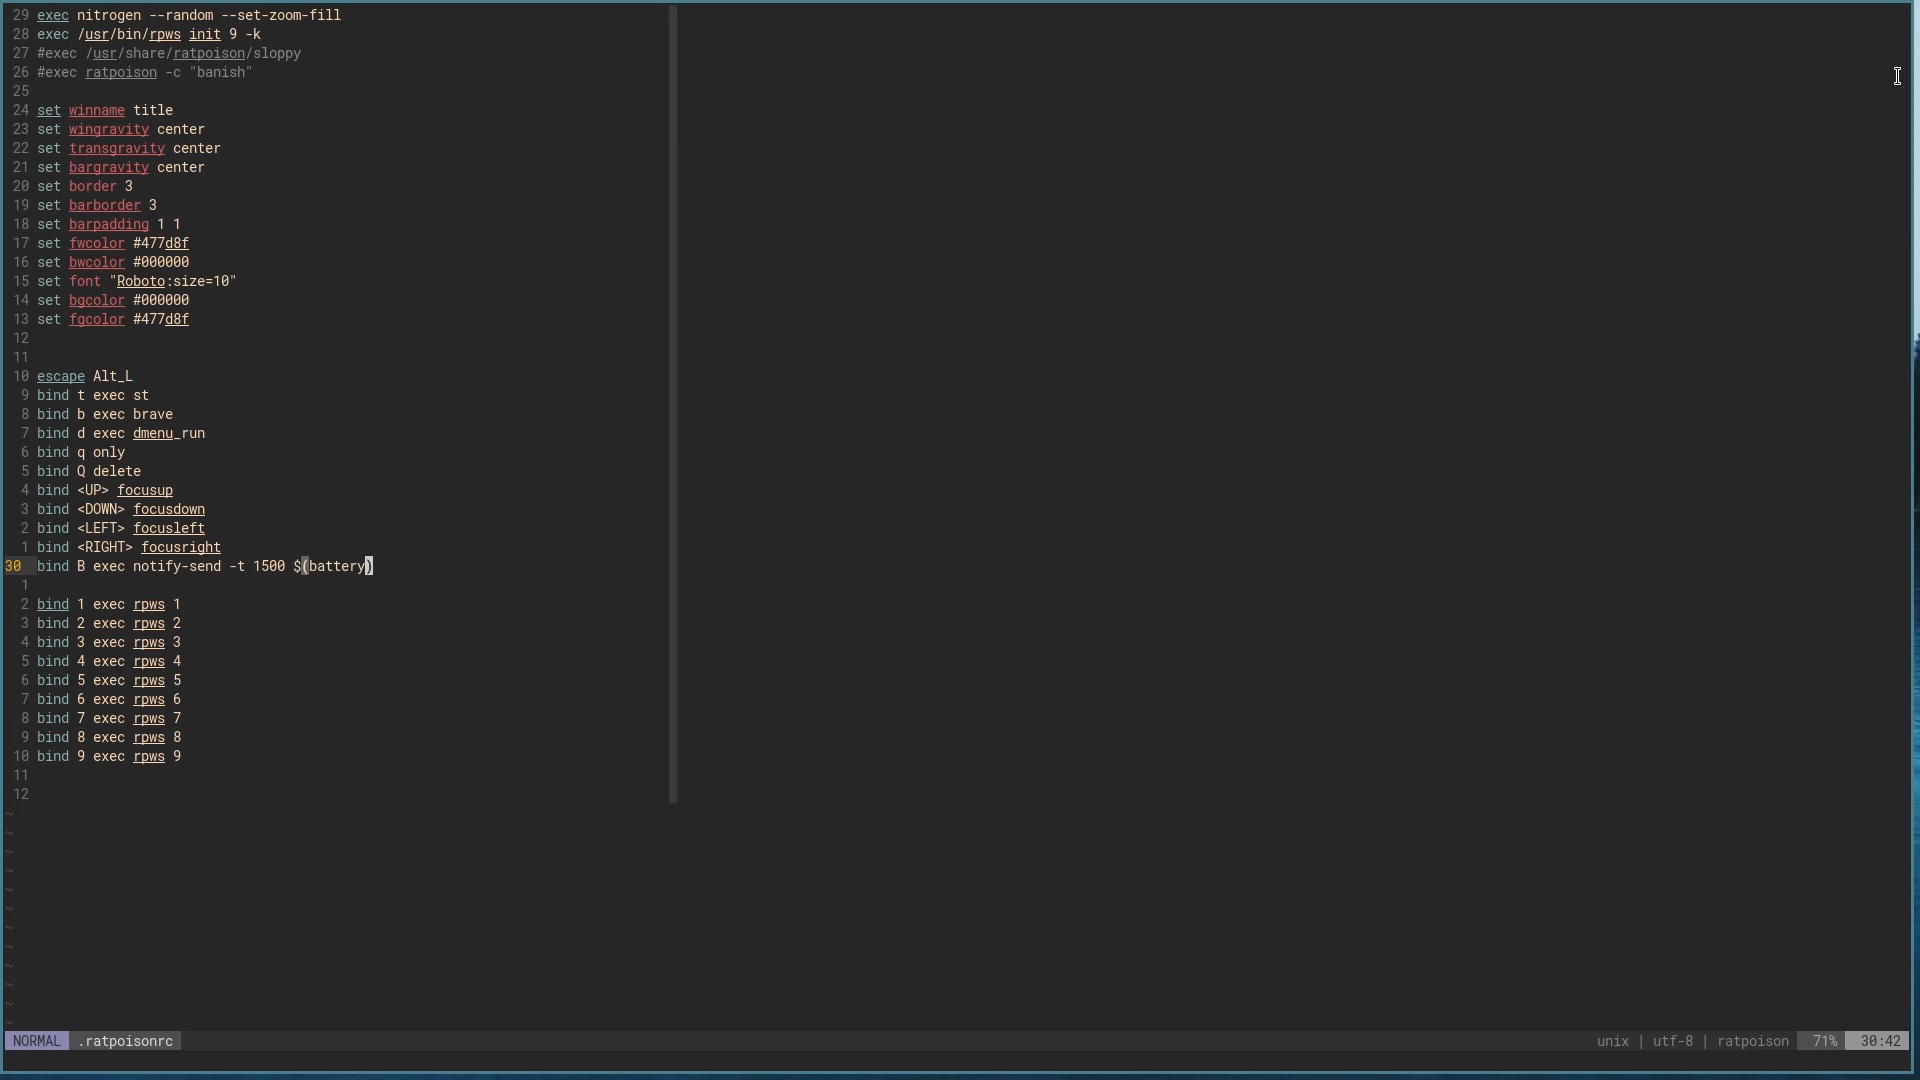 29 exec nitrogen --random --set-zoom-fill
28 exec /usr/bin/rpws init 9 -k
27 #exec /usr/share/ratpoison/sloppy
26 #exec ratpoison -c "banish"
25
24 set winname title
23 set wingravity center
22 set transgravity center
21 set bargravity center
20 set border 3
19 set barborder 3
18 set barpadding 1 1
17 set fwcolor #477d8f
16 set bwcolor #000000
15 set font "Roboto:size=10"
14 set bgcolor #000000
13 set fgcolor #477d8f
12
11
10 escape Alt_L
9 bind t exec st
8 bind b exec brave
7 bind d exec dmenu_run
6 bind q only
5 bind Q delete
4 bind <UP> focusup
3 bind <DOWN> focusdown
2 bind <LEFT> focusleft
1 bind <RIGHT> focusright
30 bind B exec notify-send -t 1500 $(battery)
1
2 bind 1 exec rpws 1
3 bind 2 exec rpws 2
4 bind 3 exec rpws 3
5 bind 4 exec rpws 4
6 bind 5 exec rpws 5
7 bind 6 exec rpws 6
8 bind 7 exec rpws 7
9 bind 8 exec rpws 8
10 bind 9 exec rpws 9
11
12
~
~
~
~
~
~
~
~
~
~
~
~
NORMAL .ratpoisonrc unix | utf-8 | ratpoison 71% 30:42